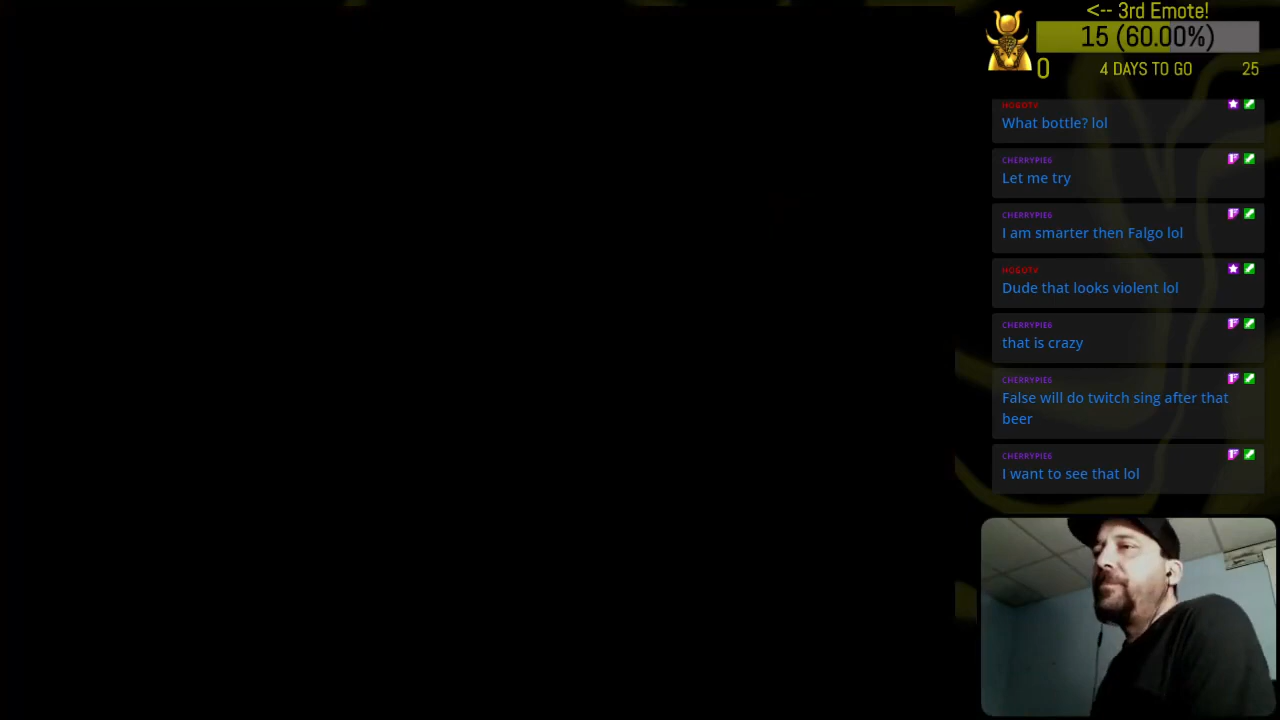 <-- 3rd Emote!
15 (60.00%)
0 4 DAYS TO GO 25
HOGOTV
What bottle? lol
CHERRYPIE6
Let me try
CHERRYPIE6
I am smarter then Falgo lol
HOGOTV
Dude that looks violent lol
CHERRYPIE6
that is crazy
CHERRYPIE6
False will do twitch sing after that
beer
CHERRYPIE6
I want to see that lol